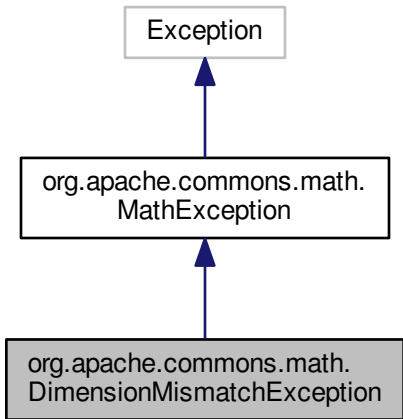 Exception
org.apache.commons.math.
MathException
org.apache.commons.math.
DimensionMismatchException